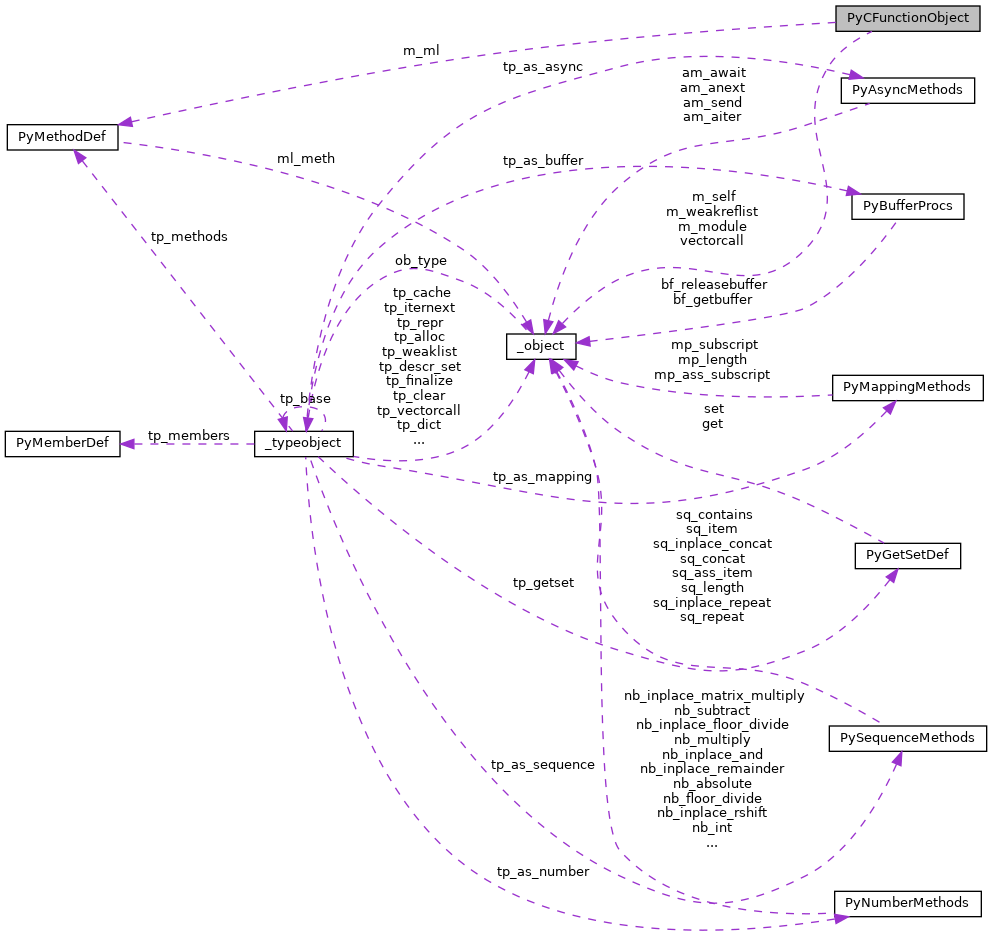 PyCFunctionObject
m_ml
tp_as_async
am_await
am_anext
am_send
am_aiter
PyAsyncMethods
PyMethodDef
ml_meth
tp_as_buffer
m_self
m_weakreflist
m_module
vectorcall
PyBufferProcs
tp_methods
ob_type
bf_releasebuffer
bf_getbuffer
tp_cache
tp_iternext
tp_repr
tp_alloc
tp_weaklist
tp_descr_set
tp_finalize
tp_clear
tp_vectorcall
tp_dict
...
_object
mp_subscript
mp_length
mp_ass_subscript
PyMappingMethods
tp_base
set
get
PyMemberDef
tp_members
_typeobject
tp_as_mapping
sq_contains
sq_item
sq_inplace_concat
sq_concat
sq_ass_item
sq_length
sq_inplace_repeat
sq_repeat
PyGetSetDef
tp_getset
nb_inplace_matrix_multiply
nb_subtract
nb_inplace_floor_divide
nb_multiply
nb_inplace_and
nb_inplace_remainder
nb_absolute
nb_floor_divide
nb_inplace_rshift
nb_int
...
PySequenceMethods
tp_as_sequence
tp_as_number
PyNumberMethods